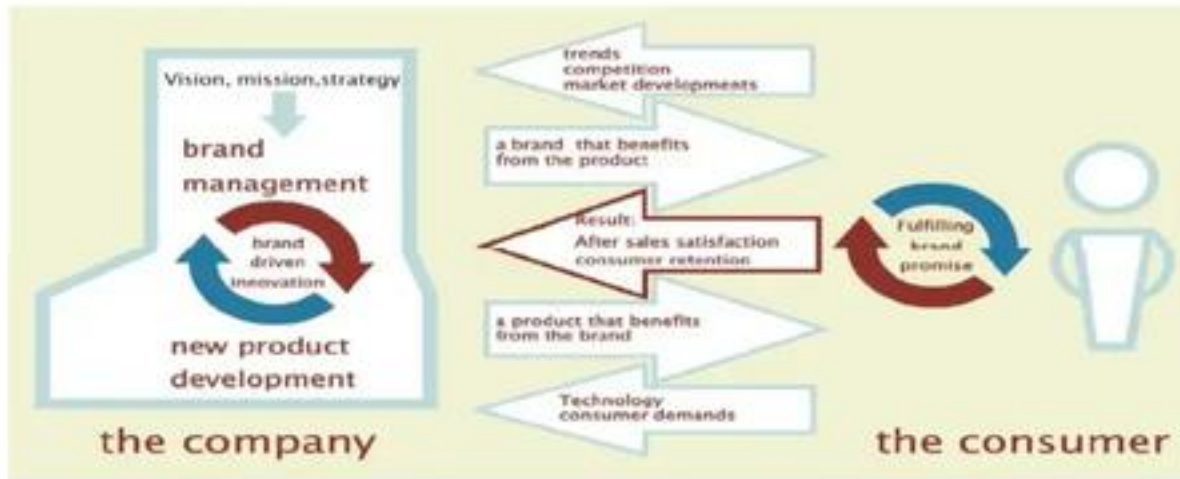 Vision, mission,strategy
brand
management
brand
driven
innovation
new product
development
the company
trends
competition
market developments
a brand that benefits
from the product
Result:
After sales satisfaction
consumer retention
a product that benefits
from the brand
Technology
consumer demands
Fulfilling
brand
promise
the consumer